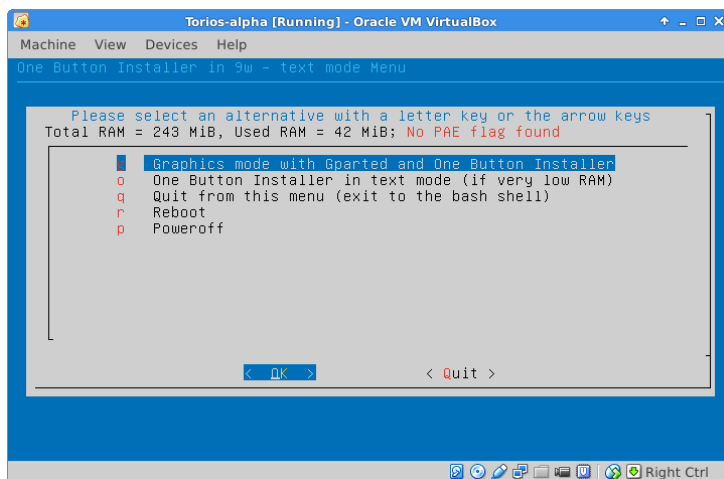 Torios-alpha [Running] - Oracle VM VirtualBox
Machine View Devices Help
One Button Installer in 9w – text mode Menu
Please select an alternative with a letter key or the arrow keys
Total RAM = 243 MiB, Used RAM = 42 MiB; No PAE flag found
g Graphics mode with Gparted and One Button Installer
o One Button Installer in text mode (if very low RAM)
q Quit from this menu (exit to the bash shell)
r Reboot
p Poweroff
< OK > < Quit >
Right Ctrl